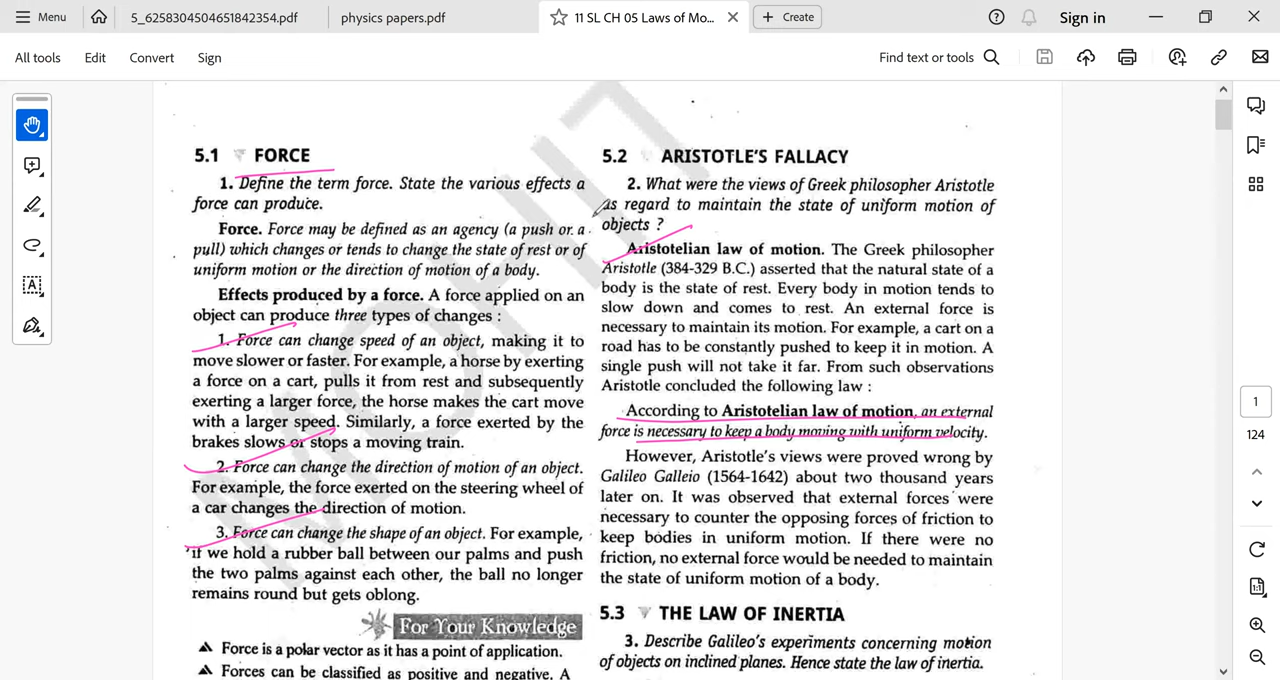 Menu
5_6258304504651842354.pdf
physics papers.pdf
11 SL CH 05 Laws of Mo...
Create
Sign in
All tools
Edit
Convert
Sign
Find text or tools
5.1 FORCE
1. Define the term force. State the various effects a
force can produce.
Force. Force may be defined as an agency (a push or a
pull) which changes or tends to change the state of rest or of
uniform motion or the direction of motion of a body.
Effects produced by a force. A force applied on an
object can produce three types of changes :
1. Force can change speed of an object, making it to
move slower or faster. For example, a horse by exerting
a force on a cart, pulls it from rest and subsequently
exerting a larger force, the horse makes the cart move
with a larger speed. Similarly, a force exerted by the
brakes slows or stops a moving train.
2. Force can change the direction of motion of an object.
For example, the force exerted on the steering wheel of
a car changes the direction of motion.
3. Force can change the shape of an object. For example,
if we hold a rubber ball between our palms and push
the two palms against each other, the ball no longer
remains round but gets oblong.
For Your Knowledge
▲ Force is a polar vector as it has a point of application.
▲ Forces can be classified as positive and negative. A
5.2 ARISTOTLE'S FALLACY
2. What were the views of Greek philosopher Aristotle
as regard to maintain the state of uniform motion of
objects ?
Aristotelian law of motion. The Greek philosopher
Aristotle (384-329 B.C.) asserted that the natural state of a
body is the state of rest. Every body in motion tends to
slow down and comes to rest. An external force is
necessary to maintain its motion. For example, a cart on a
road has to be constantly pushed to keep it in motion. A
single push will not take it far. From such observations
Aristotle concluded the following law :
According to Aristotelian law of motion, an external
force is necessary to keep a body moving with uniform velocity.
However, Aristotle's views were proved wrong by
Galileo Galleio (1564-1642) about two thousand years
later on. It was observed that external forces were
necessary to counter the opposing forces of friction to
keep bodies in uniform motion. If there were no
friction, no external force would be needed to maintain
the state of uniform motion of a body.
5.3 THE LAW OF INERTIA
3. Describe Galileo's experiments concerning motion
of objects on inclined planes. Hence state the law of inertia.
1
124